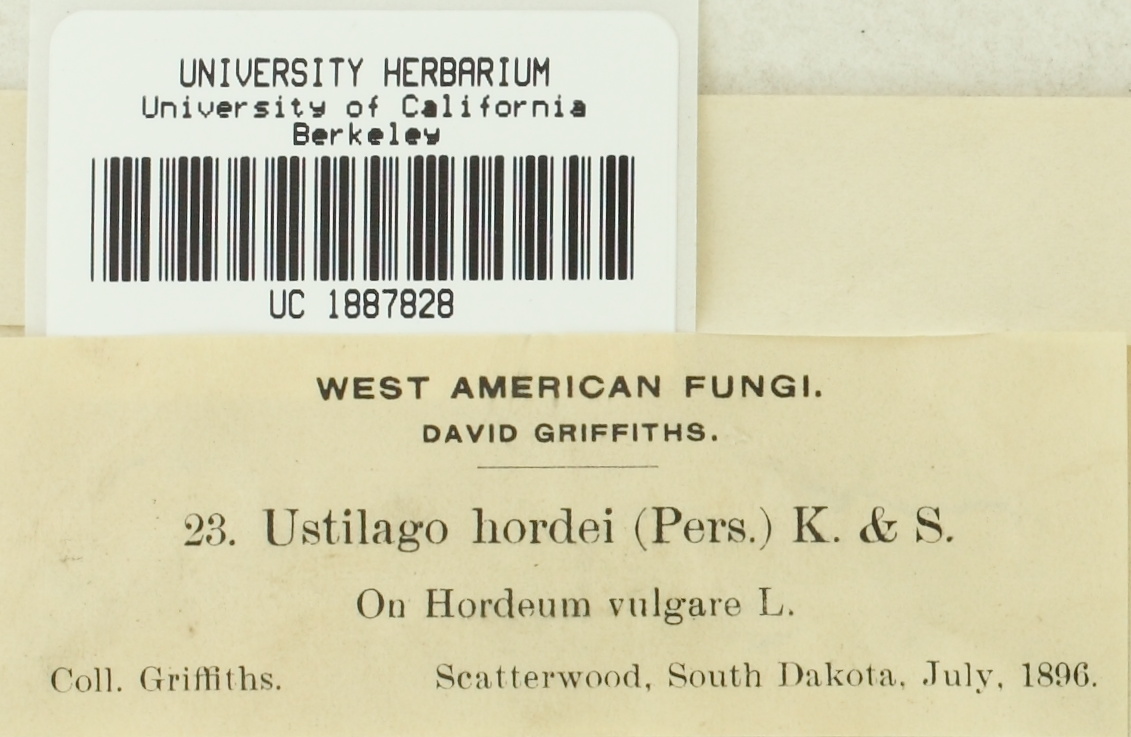 UNIVERSITY HERBARIUM
University of California
Berkeley
UC 1887828
WEST AMERICAN FUNGI.
DAVID GRIFFITHS.
23. Ustilago hordei (Pers.) K. & S.
On Hordeum vulgare L.
Coll. Griffiths. Scatterwood, South Dakota, July, 1896.